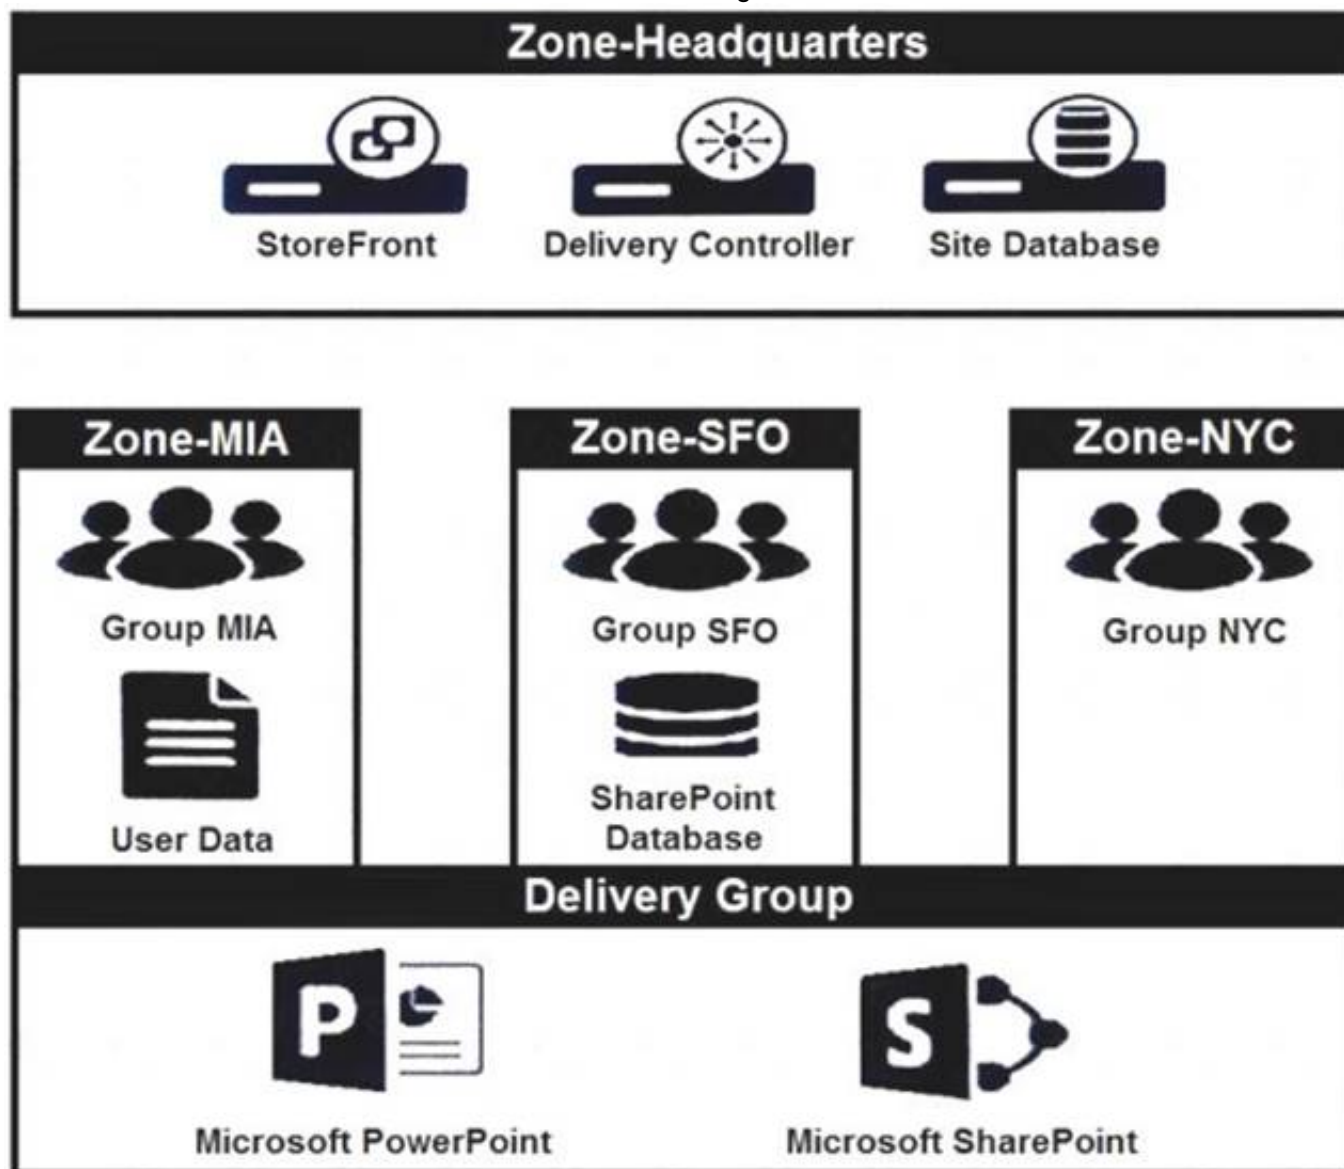 Zone-Headquarters
StoreFront
Delivery Controller
Site Database
Zone-MIA
Zone-SFO
Zone-NYC
Group MIA
Group SFO
Group NYC
User Data
SharePoint
Database
Delivery Group
P
S
Microsoft PowerPoint
Microsoft SharePoint